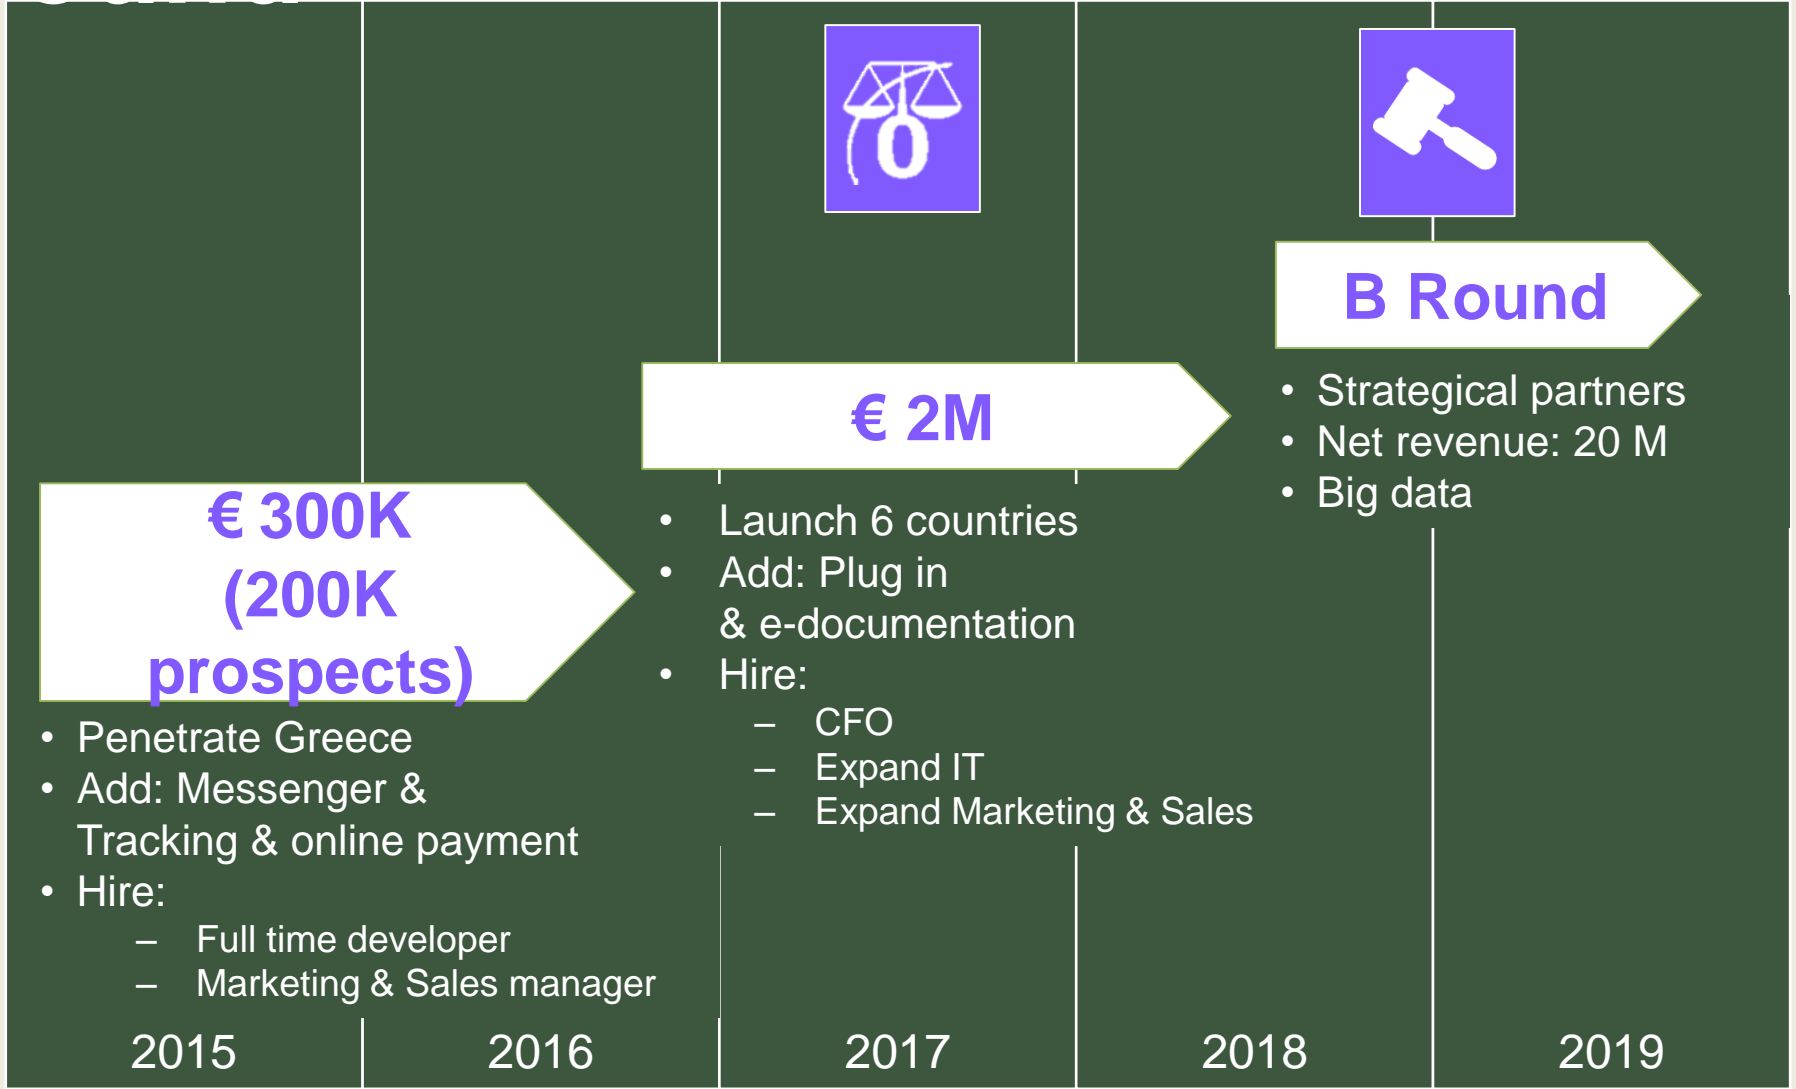 € 300K
(200K
prospects)
• Penetrate Greece
• Add: Messenger &
Tracking & online payment
• Hire:
– Full time developer
– Marketing & Sales manager
€ 2M
• Launch 6 countries
• Add: Plug in
& e-documentation
• Hire:
– CFO
– Expand IT
– Expand Marketing & Sales
B Round
• Strategical partners
• Net revenue: 20 M
• Big data
2015
2016
2017
2018
2019